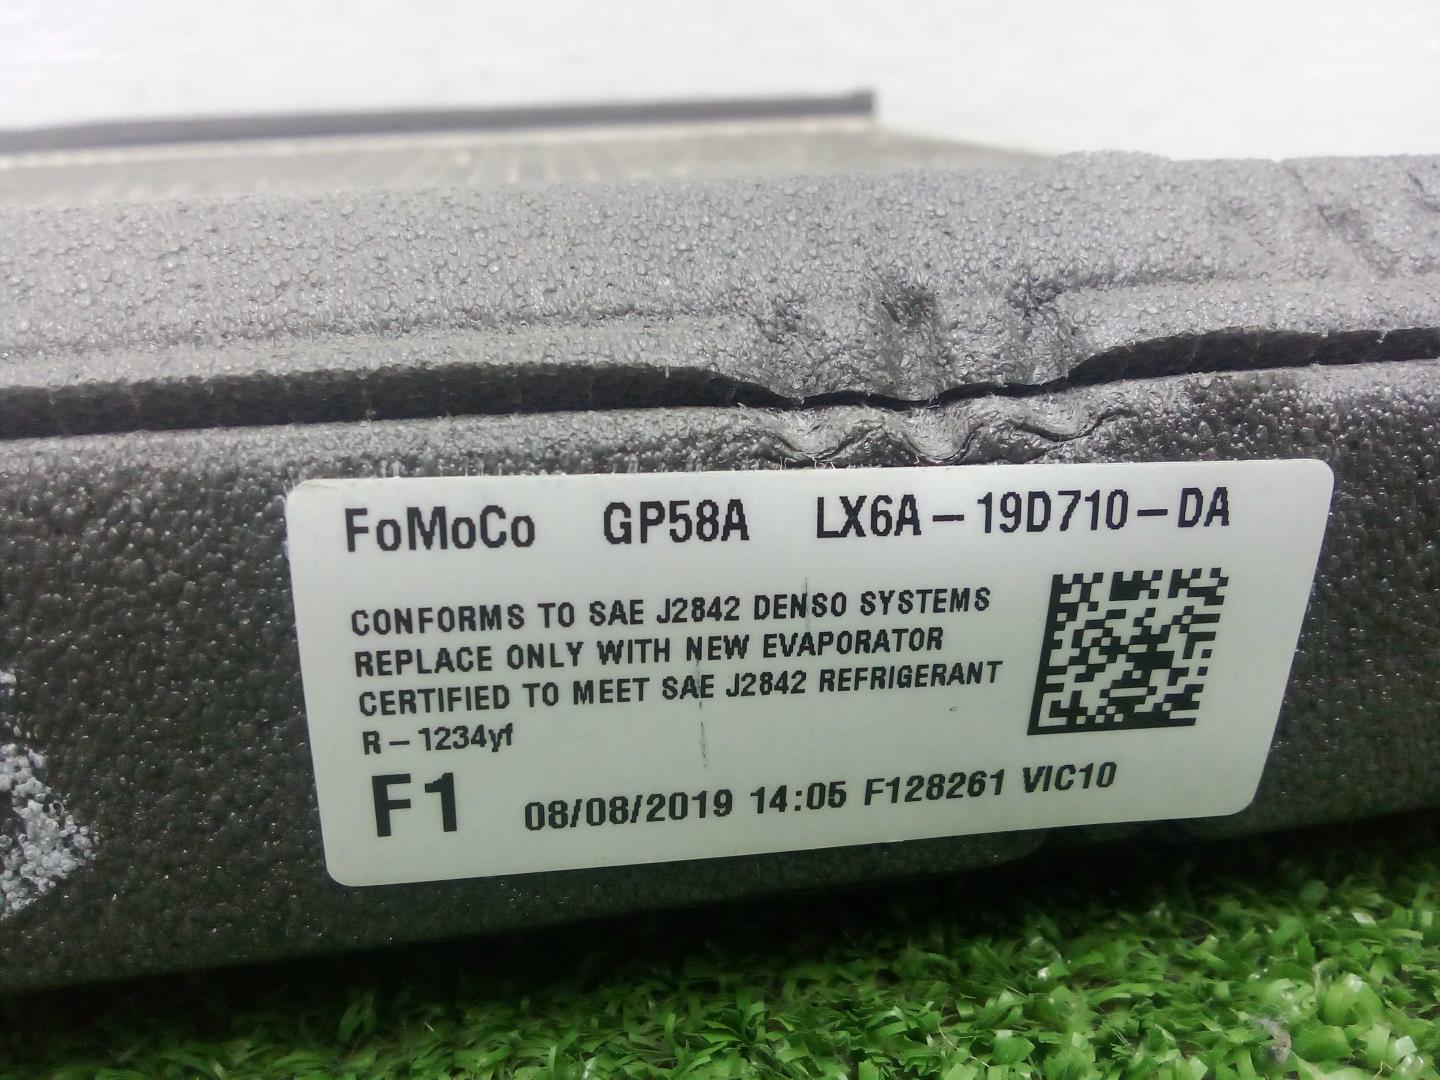 FoMoCo GP58A LX6A-19D710-DA
CONFORMS TO SAE J2842 DENSO SYSTEMS
REPLACE ONLY WITH NEW EVAPORATOR
CERTIFIED TO MEET SAE J2842 REFRIGERANT
R-1234yf
F1 08/08/2019 14:05 F128261 VIC10